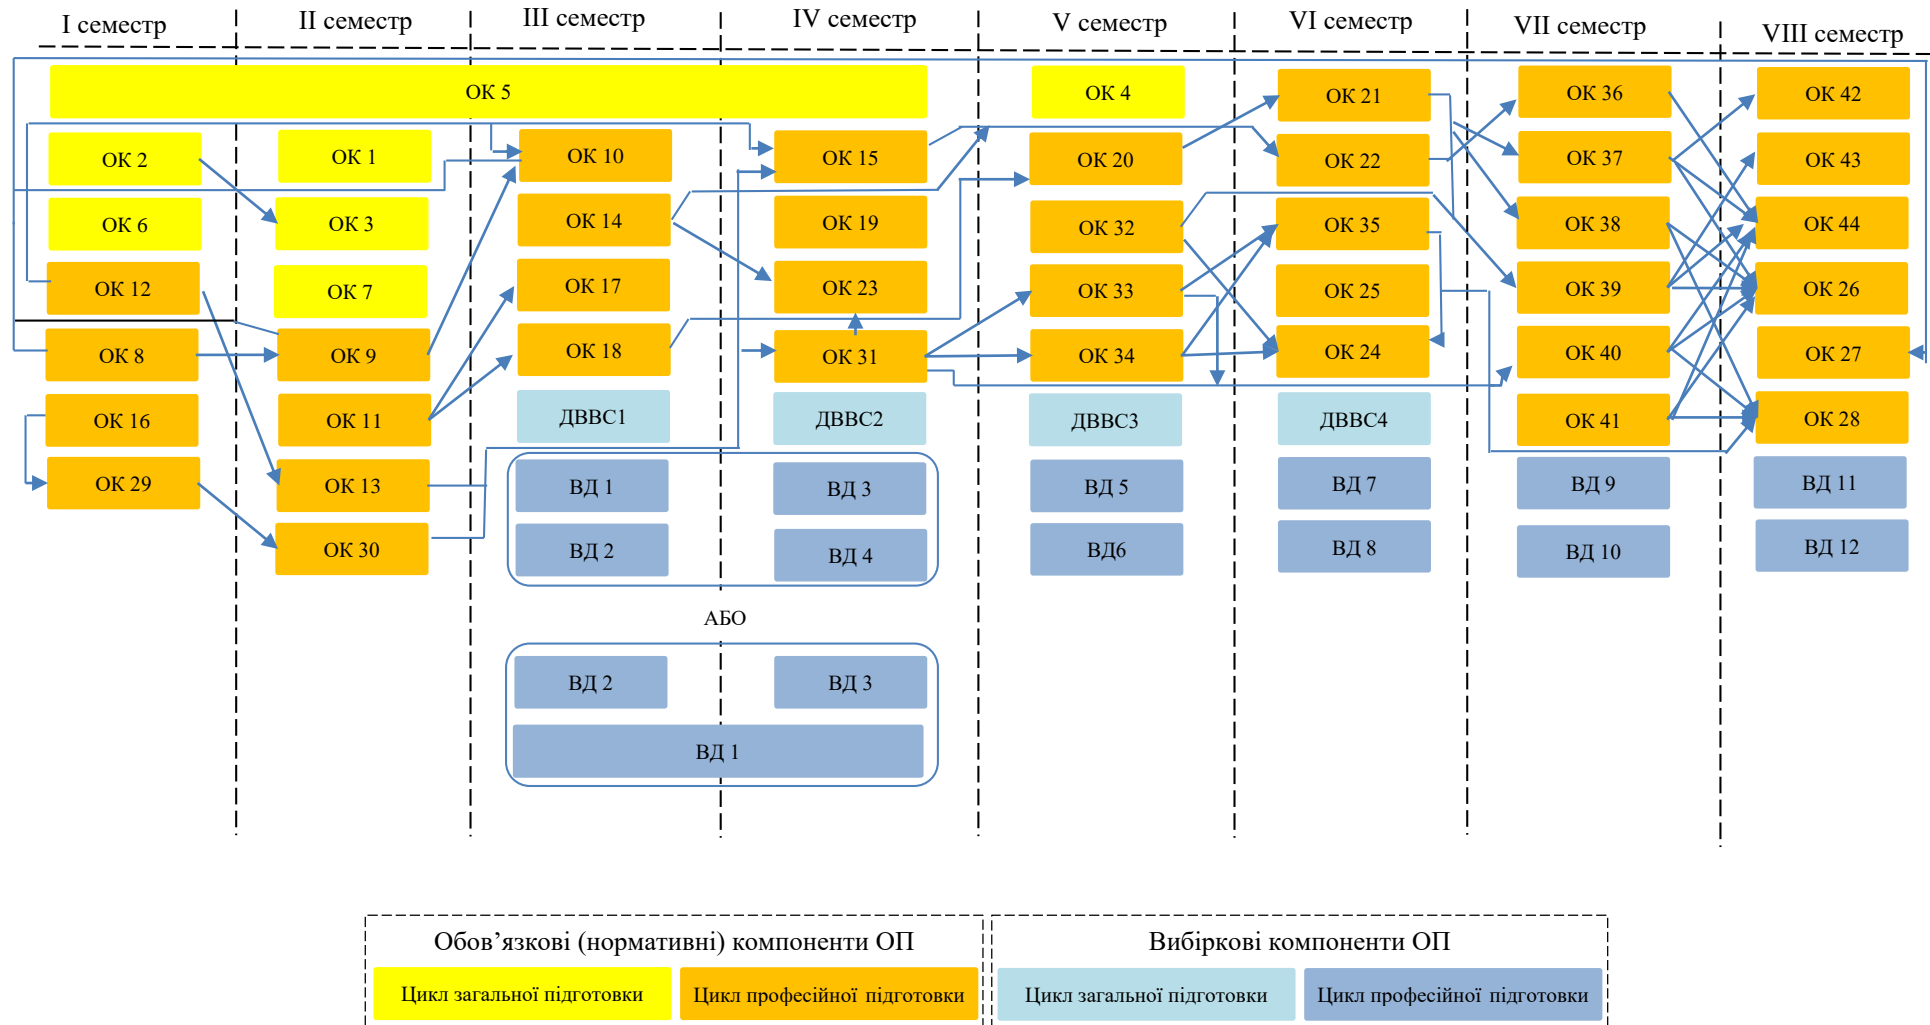 І семестр
ІІ семестр
ІІІ семестр
IV семестр
V семестр
VI семестр
VII семестр
VIII семестр
ОК 5
ОК 4
ОК 21
ОК 36
ОК 42
ОК 2
ОК 1
ОК 10
ОК 15
ОК 20
ОК 22
ОК 37
ОК 43
ОК 6
ОК 3
ОК 14
ОК 19
ОК 32
ОК 35
ОК 38
ОК 44
ОК 12
ОК 7
ОК 17
ОК 23
ОК 33
ОК 25
ОК 39
ОК 26
ОК 8
ОК 9
ОК 18
ОК 31
ОК 34
ОК 24
ОК 40
ОК 27
ОК 16
ОК 11
ДВВС1
ДВВС2
ДВВС3
ДВВС4
ОК 41
ОК 28
ОК 29
ОК 13
ВД 1
ВД 3
ВД 5
ВД 7
ВД 9
ВД 11
ОК 30
ВД 2
ВД 4
ВД6
ВД 8
ВД 10
ВД 12
АБО
ВД 2
ВД 3
ВД 1
Обов’язкові (нормативні) компоненти ОП
Вибіркові компоненти ОП
Цикл загальної підготовки
Цикл професійної підготовки
Цикл загальної підготовки
Цикл професійної підготовки